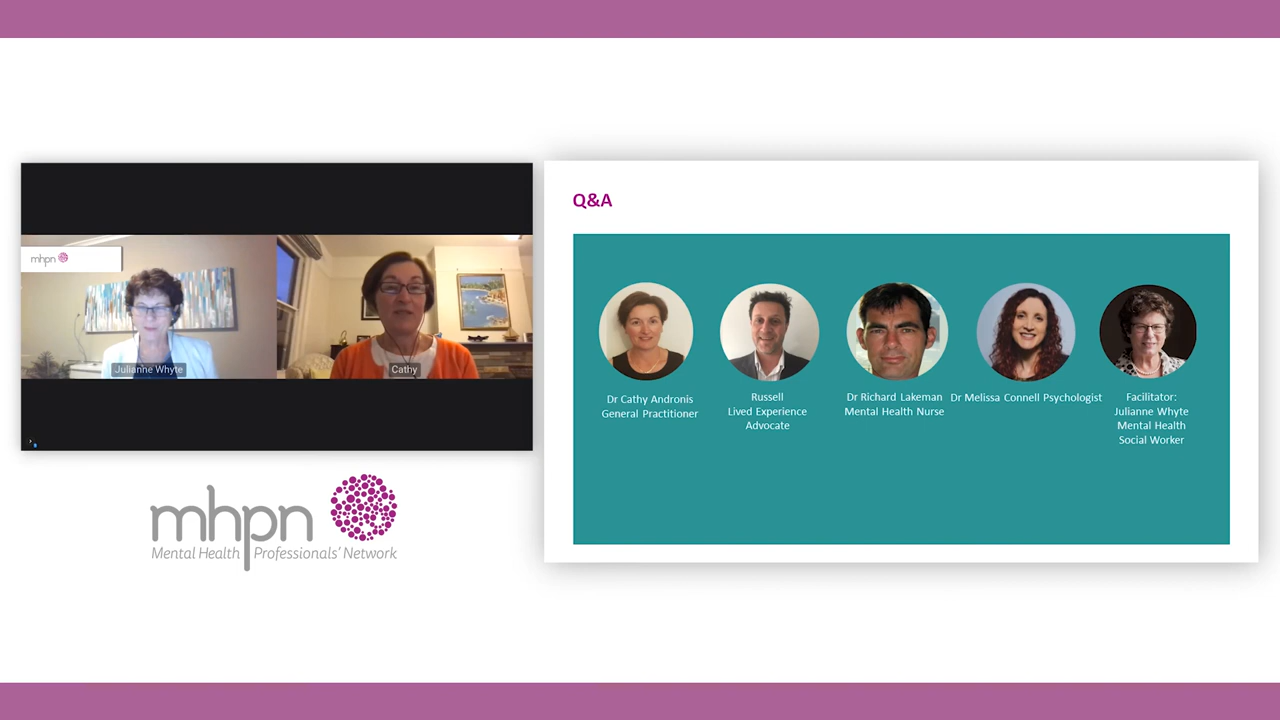 mhpn
Julianne Whyte
Cathy
mhpn
Mental Health Professionals' Network
Q&A
Dr Cathy Andronis
General Practitioner
Russell
Lived Experience
Advocate
Dr Richard Lakeman
Mental Health Nurse
Dr Melissa Connell Psychologist
Facilitator:
Julianne Whyte
Mental Health
Social Worker